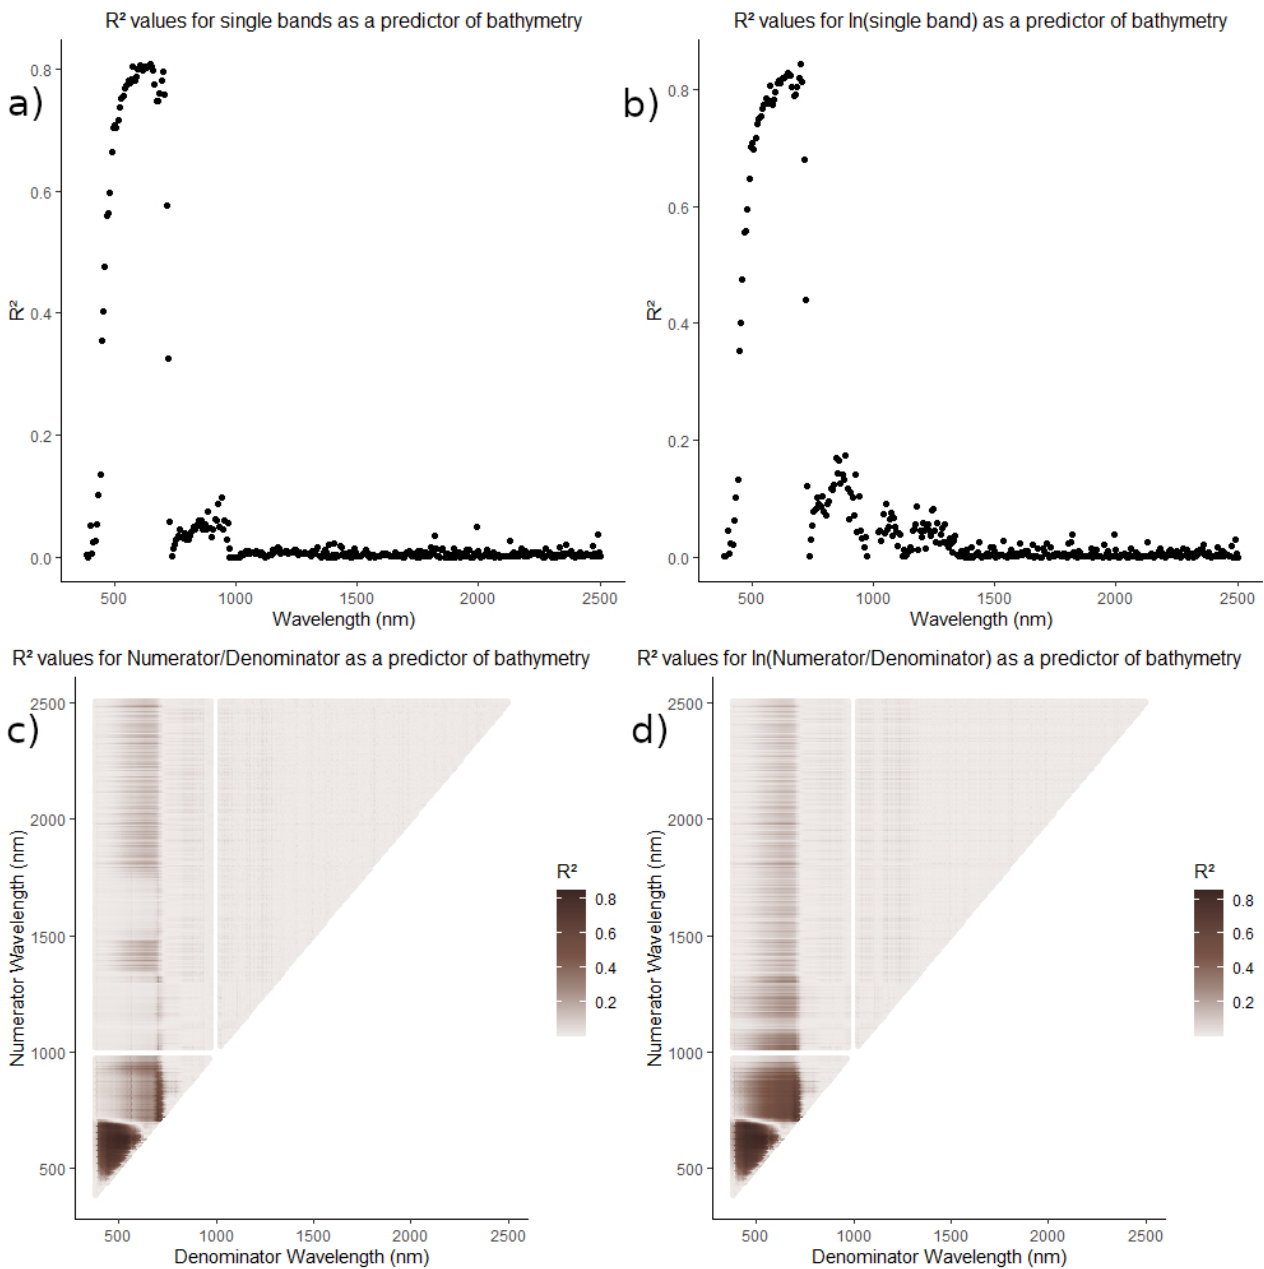 R² values for single bands as a predictor of bathymetry
a)
0.8
0.6
0.4
0.2
0.0
R²
500 1000 1500 2000 2500
Wavelength (nm)
R² values for ln(single band) as a predictor of bathymetry
b)
0.8
0.6
0.4
0.2
0.0
R²
500 1000 1500 2000 2500
Wavelength (nm)
R² values for Numerator/Denominator as a predictor of bathymetry
c)
2500
2000
1500
1000
500
Numerator Wavelength (nm)
500 1000 1500 2000 2500
Denominator Wavelength (nm)
R²
0.8
0.6
0.4
0.2
R² values for ln(Numerator/Denominator) as a predictor of bathymetry
d)
2500
2000
1500
1000
500
Numerator Wavelength (nm)
500 1000 1500 2000 2500
Denominator Wavelength (nm)
R²
0.8
0.6
0.4
0.2